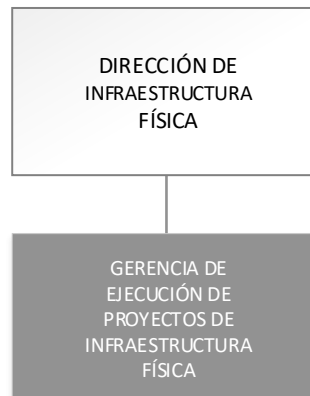 DIRECCIÓN DE
INFRAESTRUCTURA
FÍSICA
GERENCIA DE
EJECUCIÓN DE
PROYECTOS DE
INFRAESTRUCTURA
FÍSICA